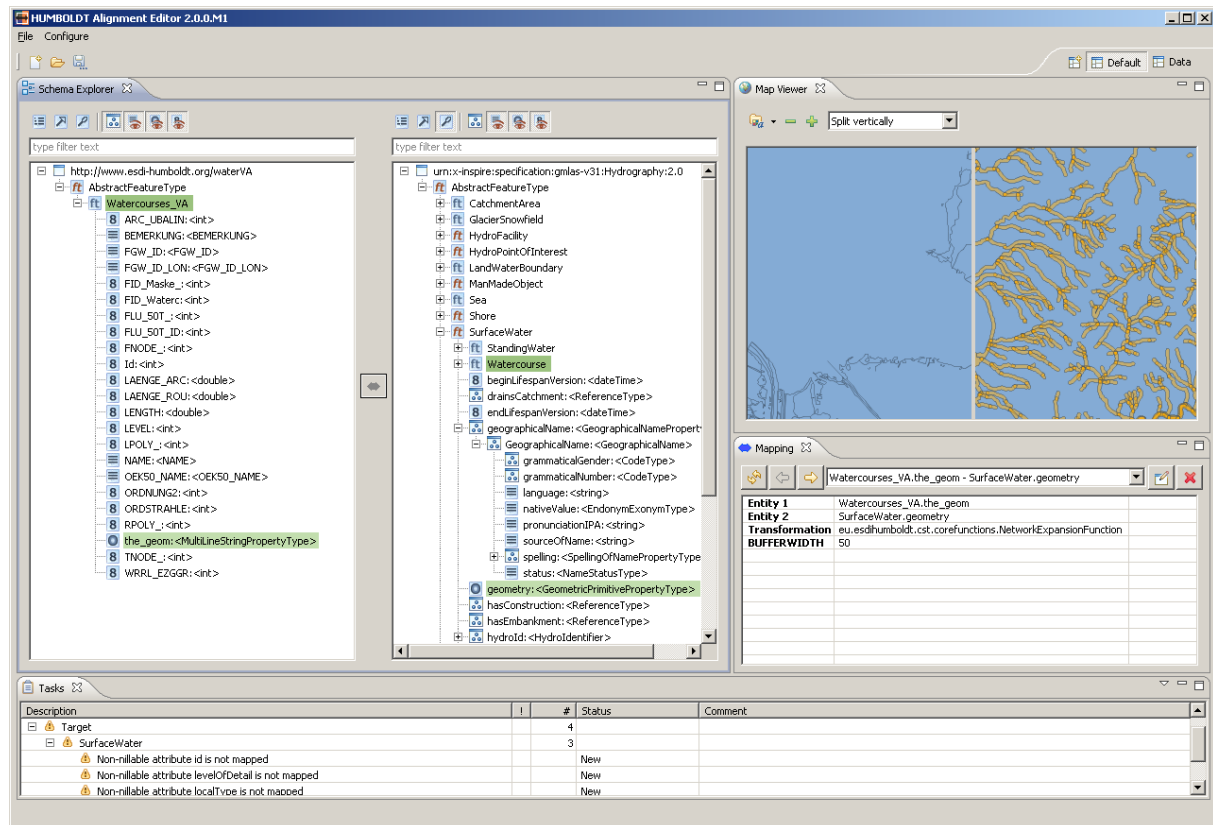 HUMBOLDT Alignment Editor 2.0.0.M1
File Configure
Default Data
Schema Explorer
type filter text
http://www.esdi-humboldt.org/waterVA
AbstractFeatureType
Watercourses_VA
ARC_UBALIN:<int>
BEMERKUNG:<BEMERKUNG>
FGW_ID:<FGW_ID>
FGW_ID_LON:<FGW_ID_LON>
FID_Maske_:<int>
FID_Waterc:<int>
FLU_50T_:<int>
FLU_50T_ID:<int>
FNODE_:<int>
Id:<int>
LAENGE_ARC:<double>
LAENGE_ROU:<double>
LENGTH:<double>
LEVEL:<int>
LPOLY_:<int>
NAME:<NAME>
OEK50_NAME:<OEK50_NAME>
ORDNUNG2:<int>
ORDSTRAHLE:<int>
RPOLY_:<int>
the_geom:<MultiLineStringPropertyType>
TNODE_:<int>
WRRL_EZGGR:<int>
type filter text
urn:x-inspire:specification:gmlas-v31:Hydrography:2.0
AbstractFeatureType
CatchmentArea
GlacierSnowfield
HydroFacility
HydroPointOfInterest
LandWaterBoundary
ManMadeObject
Sea
Shore
SurfaceWater
StandingWater
Watercourse
beginLifespanVersion:<dateTime>
drainsCatchment:<ReferenceType>
endLifespanVersion:<dateTime>
geographicalName:<GeographicalNamePropert
GeographicalName:<GeographicalName>
grammaticalGender:<CodeType>
grammaticalNumber:<CodeType>
language:<string>
nativeValue:<EndonymExonymType>
pronunciationIPA:<string>
sourceOfName:<string>
spelling:<SpellingOfNamePropertyType
status:<NameStatusType>
geometry:<GeometricPrimitivePropertyType>
hasConstruction:<ReferenceType>
hasEmbankment:<ReferenceType>
hydroId:<HydroIdentifier>
Map Viewer
Split vertically
Mapping
Watercourses_VA.the_geom - SurfaceWater.geometry
Entity 1 Watercourses_VA.the_geom
Entity 2 SurfaceWater.geometry
Transformation eu.esdihumboldt.cst.corefunctions.NetworkExpansionFunction
BUFFERWIDTH 50
Tasks
Description ! # Status Comment
Target 4
SurfaceWater 3
Non-nillable attribute id is not mapped New
Non-nillable attribute levelOfDetail is not mapped New
Non-nillable attribute localType is not mapped New